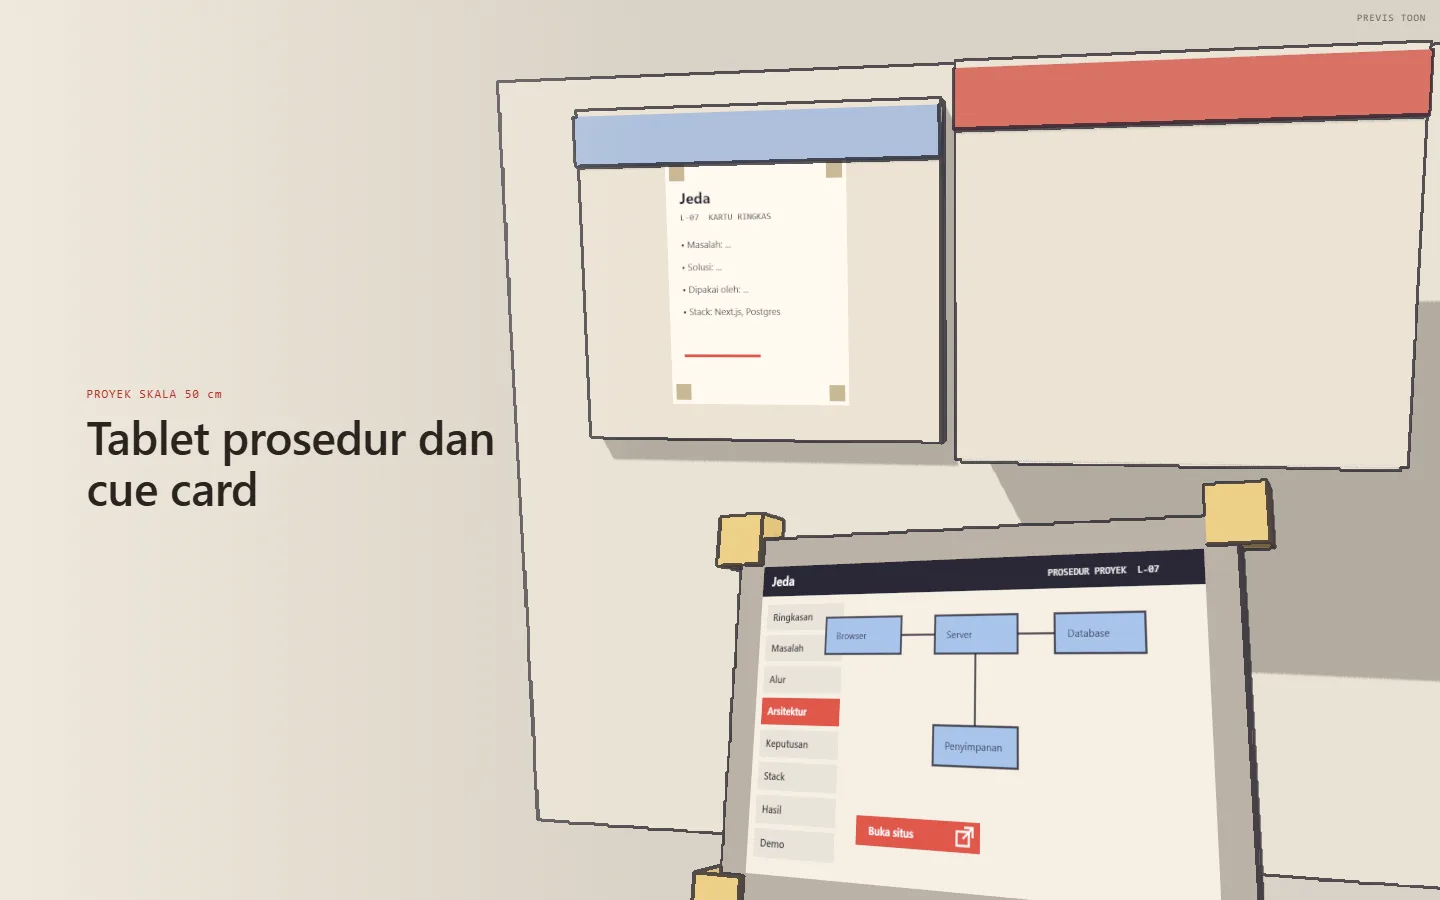 PREVIS TOON
PROYEK SKALA 50 cm
Tablet prosedur dan
cue card
Jeda
L-07 KARTU RINGKAS
• Masalah: ...
• Solusi: ...
• Dipakai oleh: ...
• Stack: Next.js, Postgres
Jeda
PROSEDUR PROYEK L-07
Ringkasan
Masalah
Alur
Arsitektur
Keputusan
Stack
Hasil
Demo
Browser
Server
Database
Penyimpanan
Buka situs